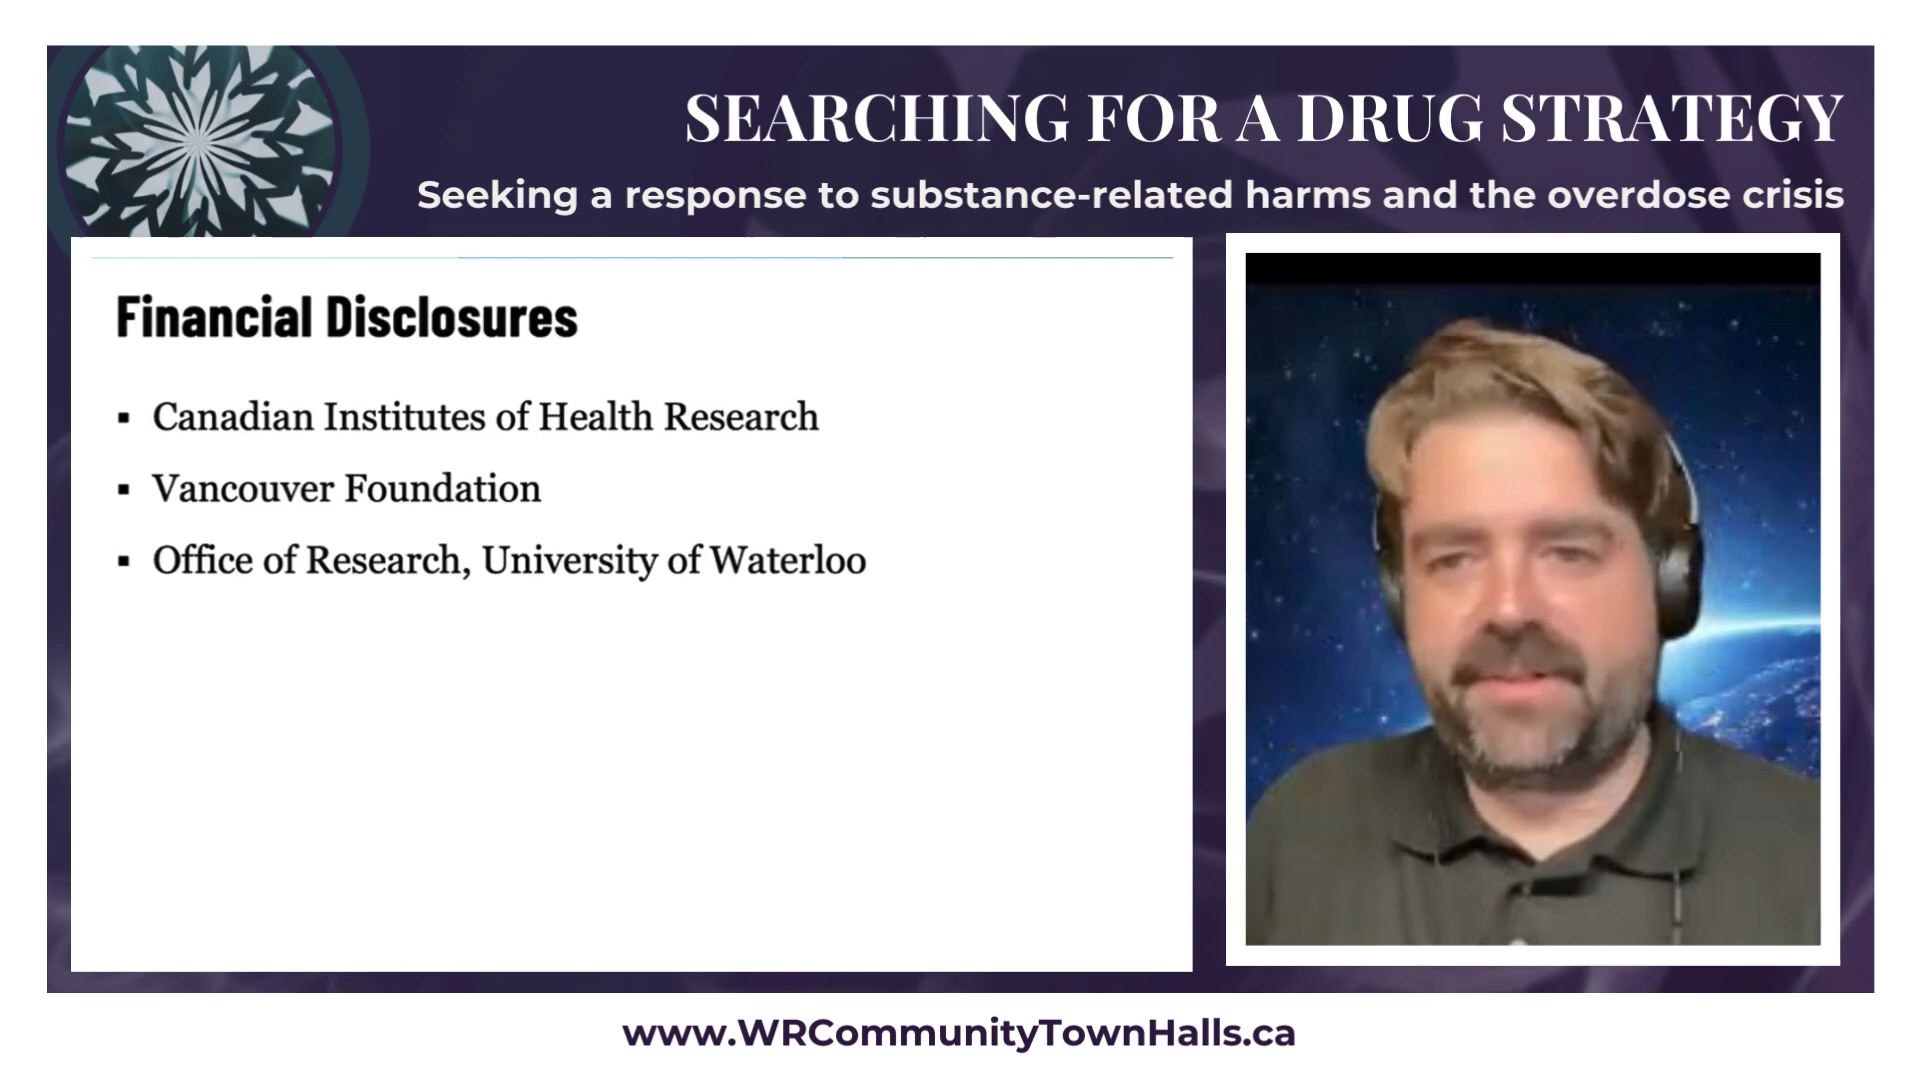 SEARCHING FOR A DRUG STRATEGY
Seeking a response to substance-related harms and the overdose crisis
Financial Disclosures
▪ Canadian Institutes of Health Research
▪ Vancouver Foundation
▪ Office of Research, University of Waterloo
www.WRCommunityTownHalls.ca